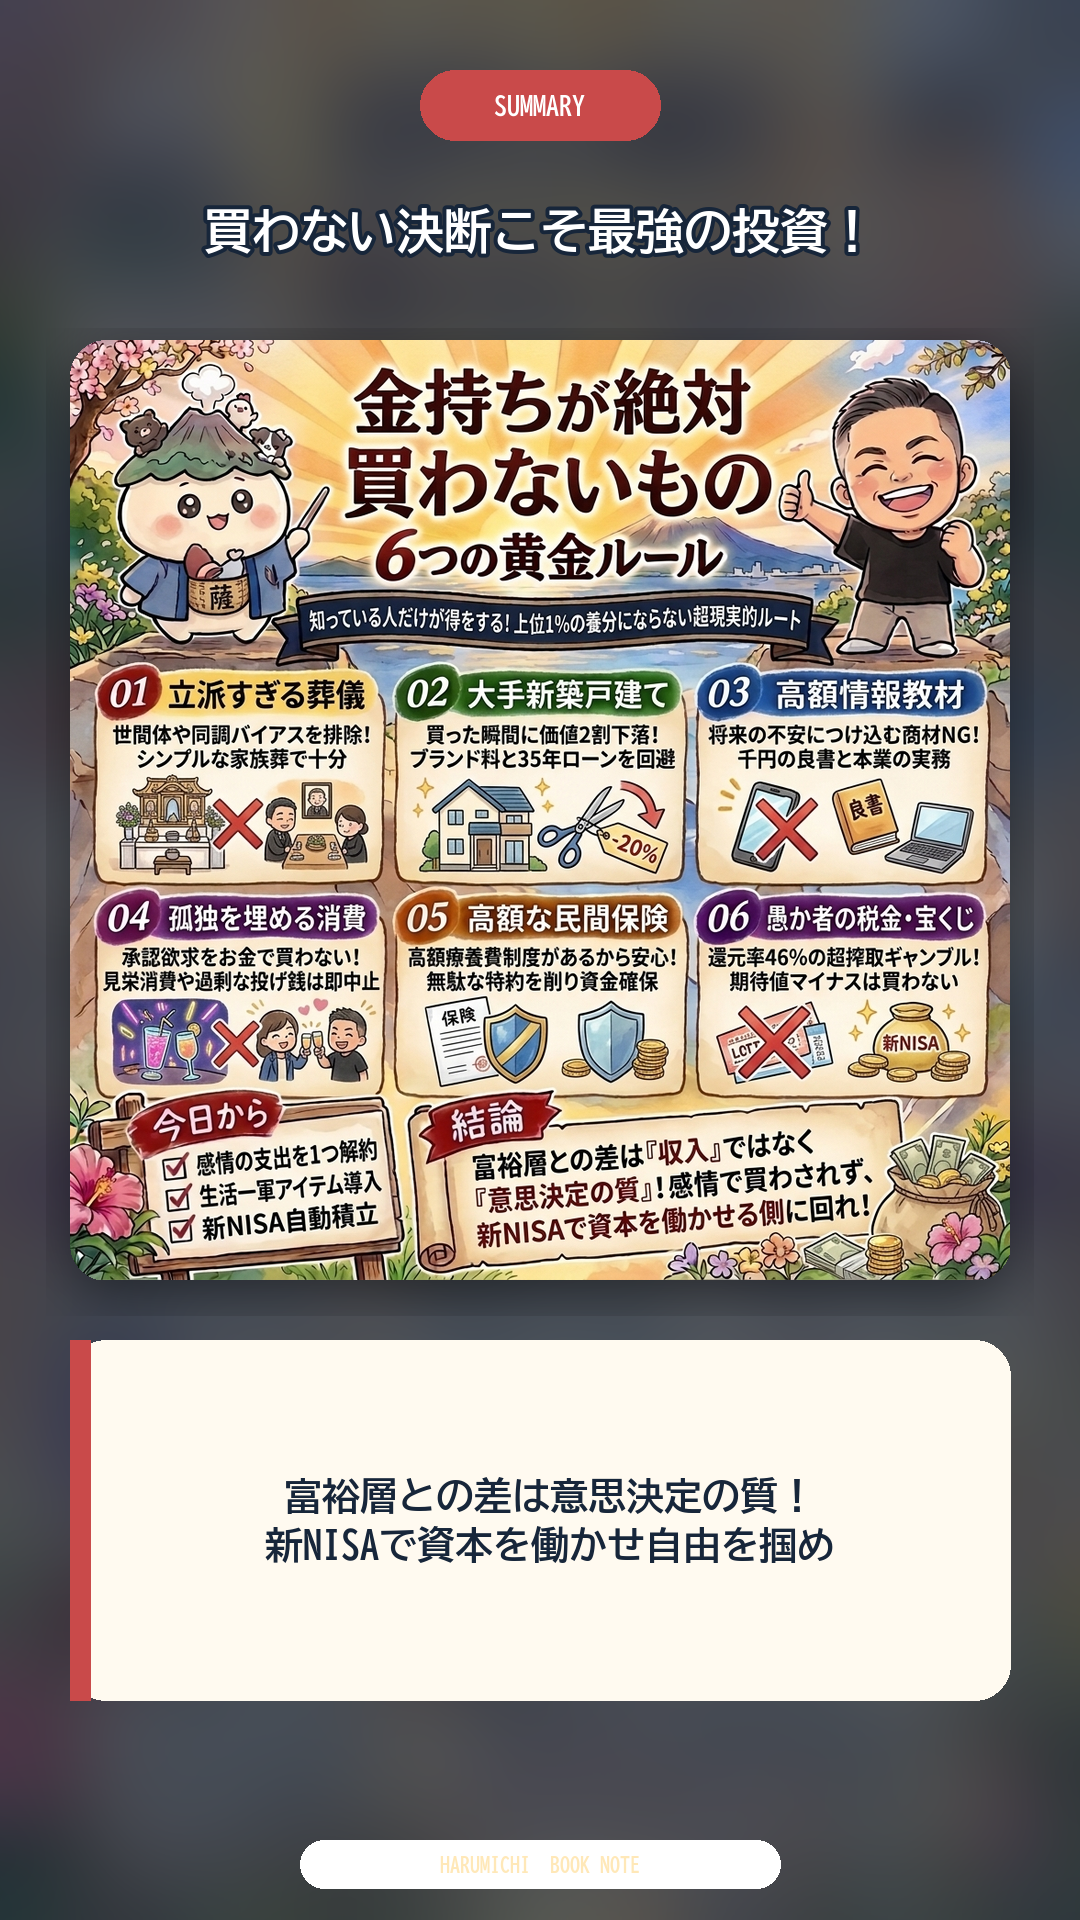 SUMMARY
買わない決断こそ最強の投資！
金持ちが絶対
買わないもの
6つの黄金ルール
薩
知っている人だけが得をする! 上位1%の養分にならない超現実的ルート
01 立派すぎる葬儀
世間体や同調バイアスを排除!
シンプルな家族葬で十分
02 大手新築戸建て
買った瞬間に価値2割下落!
ブランド料と35年ローンを回避
-20%
03 高額情報教材
将来の不安につけ込む商材NG!
千円の良書と本業の実務
良書
04 孤独を埋める消費
承認欲求をお金で買わない!
見栄消費や過剰な投げ銭は即中止
05 高額な民間保険
高額療養費制度があるから安心!
無駄な特約を削り資金確保
保険
06 愚か者の税金・宝くじ
還元率46%の超搾取ギャンブル!
期待値マイナスは買わない
新NISA
今日から
感情の支出を1つ解約
生活一軍アイテム導入
新NISA自動積立
結論
富裕層との差は『収入』ではなく
『意思決定の質』! 感情で買わされず、
新NISAで資本を働かせる側に回れ!
富裕層との差は意思決定の質！
新NISAで資本を働かせ自由を掴め
HARUMICHI BOOK NOTE